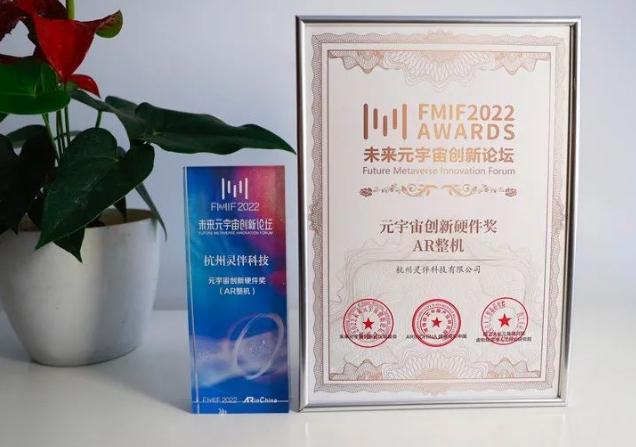 FMIF 2022
未来元宇宙创新论坛
FUTURE METAVERSE INNOVATION FORUM
杭州灵伴科技
元宇宙创新硬件奖
(AR整机)
FMIF 2022 ARinChina
FMIF2022
AWARDS
未来元宇宙创新论坛
Future Metaverse Innovation Forum
元宇宙创新硬件奖
AR整机
杭州灵伴科技有限公司